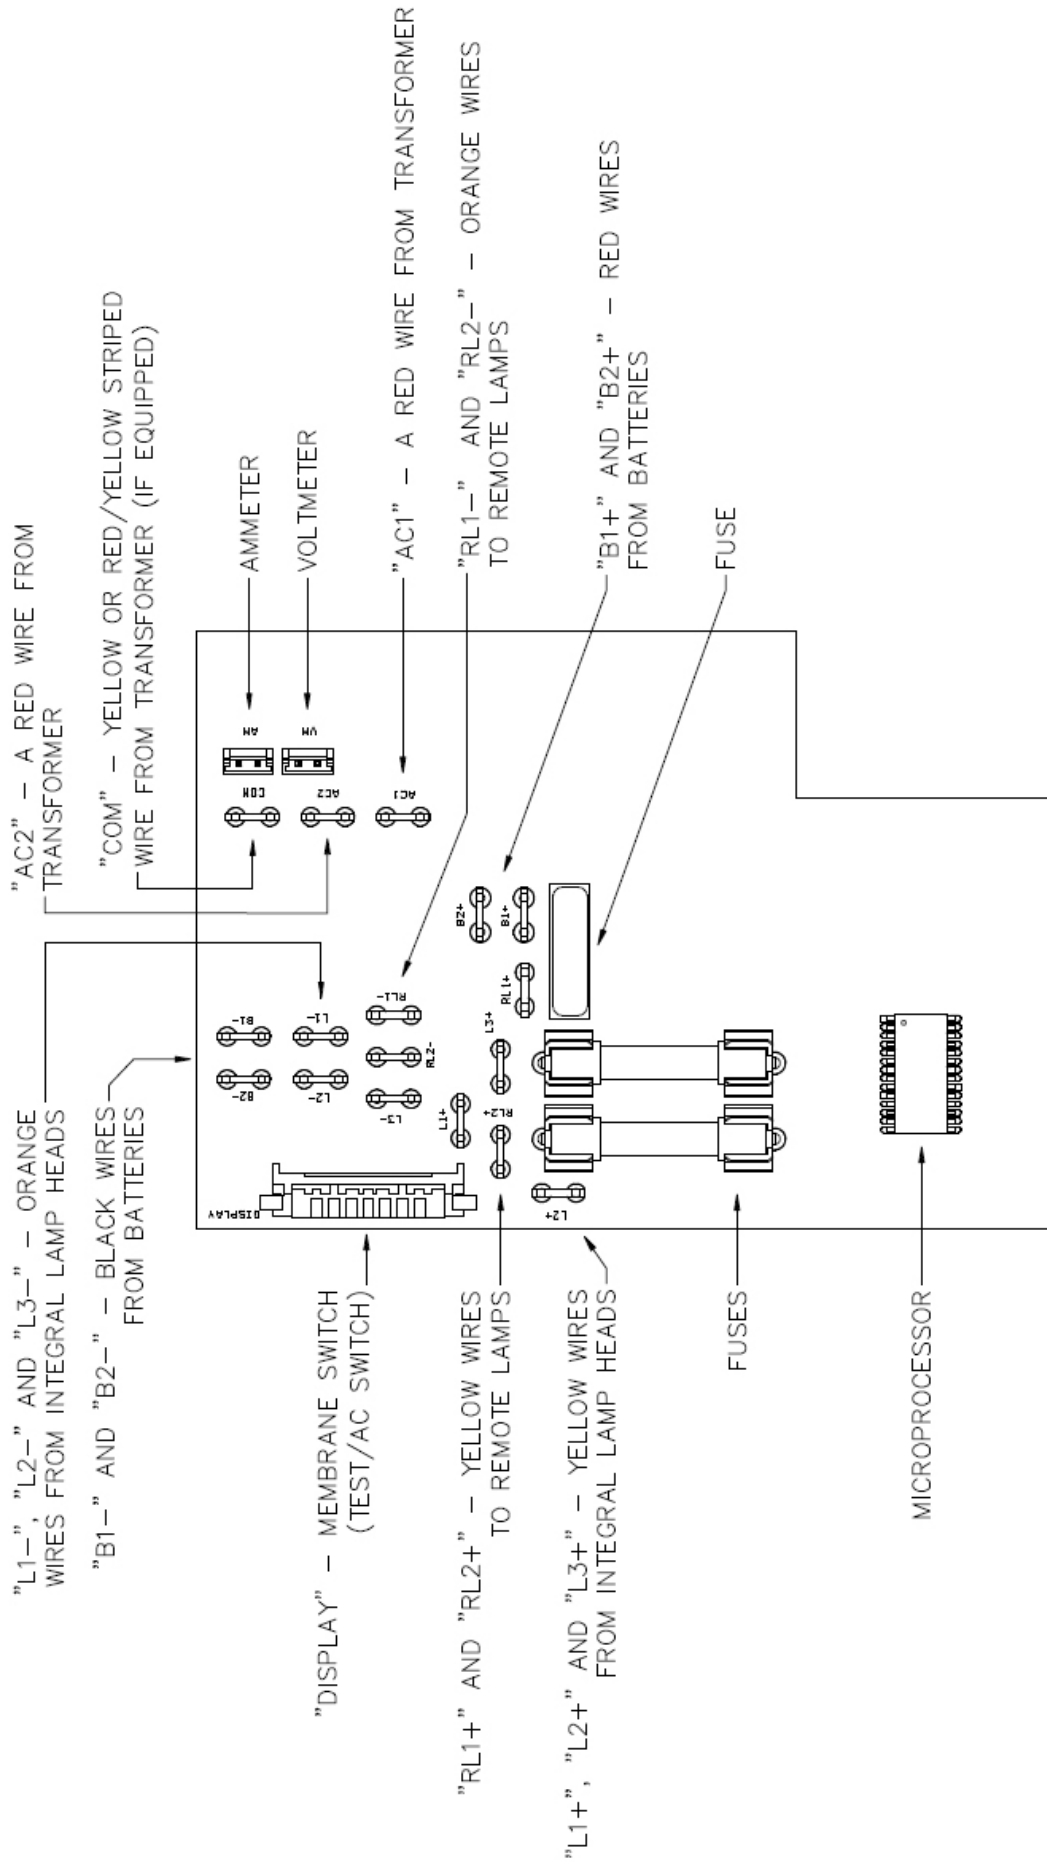 "AC2" – A RED WIRE FROM
TRANSFORMER
"COM" – YELLOW OR RED/YELLOW STRIPED
WIRE FROM TRANSFORMER (IF EQUIPPED)
AMMETER
VOLTMETER
"AC1" – A RED WIRE FROM TRANSFORMER
"RL1–" AND "RL2–" – ORANGE WIRES
TO REMOTE LAMPS
"B1+" AND "B2+" – RED WIRES
FROM BATTERIES
FUSE
"L1–", "L2–" AND "L3–" – ORANGE
WIRES FROM INTEGRAL LAMP HEADS
"B1–" AND "B2–" – BLACK WIRES
FROM BATTERIES
"DISPLAY" – MEMBRANE SWITCH
(TEST/AC SWITCH)
"RL1+" AND "RL2+" – YELLOW WIRES
TO REMOTE LAMPS
"L1+", "L2+" AND "L3+" – YELLOW WIRES
FROM INTEGRAL LAMP HEADS
FUSES
MICROPROCESSOR
AM
VM
COM
AC2
AC1
B2+
B1+
RL1+
B1-
L1-
RL1-
RL2-
B2-
L2-
L3-
L3+
L1+
RL2+
L2+
DISPLAY